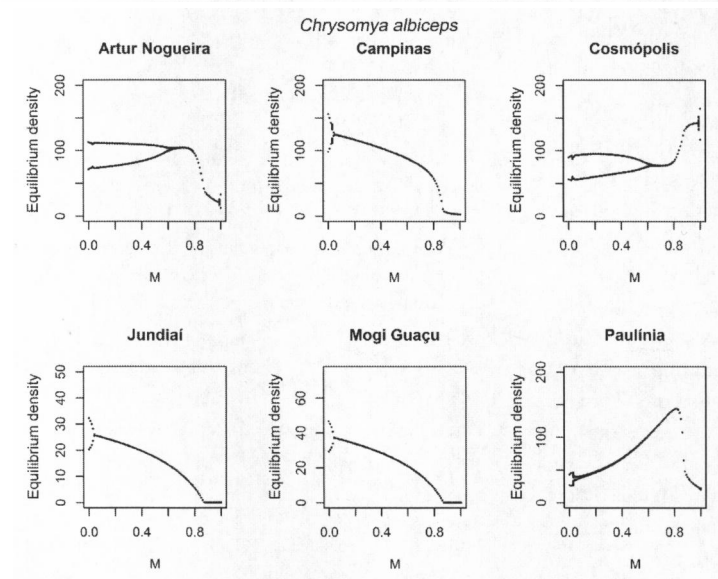 Chrysomya albiceps
Artur Nogueira
Campinas
Cosmópolis
Equilibrium density
200
100
0
0.0 0.4 0.8
M
Equilibrium density
200
100
0
0.0 0.4 0.8
M
Equilibrium density
200
100
0
0.0 0.4 0.8
M
Jundiaí
Mogi Guaçu
Paulínia
Equilibrium density
50
40
30
20
10
0
0.0 0.4 0.8
M
Equilibrium density
60
40
20
0
0.0 0.4 0.8
M
Equilibrium density
200
100
50
0
0.0 0.4 0.8
M